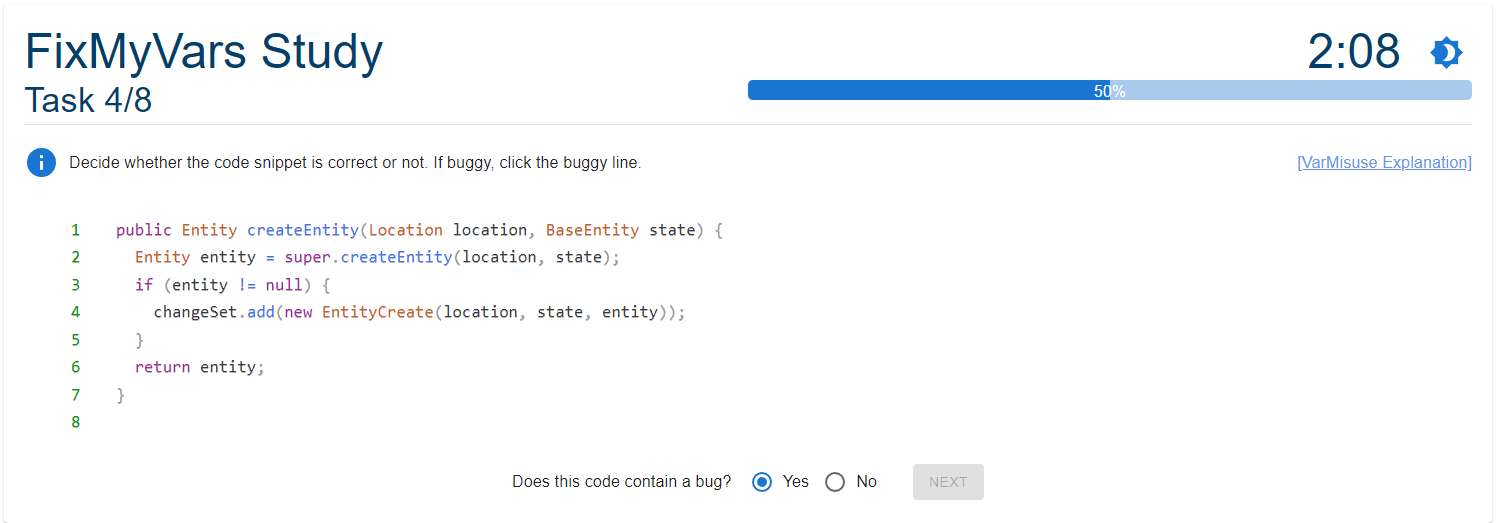 FixMyVars Study
2:08
Task 4/8
50%
Decide whether the code snippet is correct or not. If buggy, click the buggy line.
[VarMisuse Explanation]
1 public Entity createEntity(Location location, BaseEntity state) {
2 Entity entity = super.createEntity(location, state);
3 if (entity != null) {
4 changeSet.add(new EntityCreate(location, state, entity));
5 }
6 return entity;
7 }
8
Does this code contain a bug? Yes No NEXT